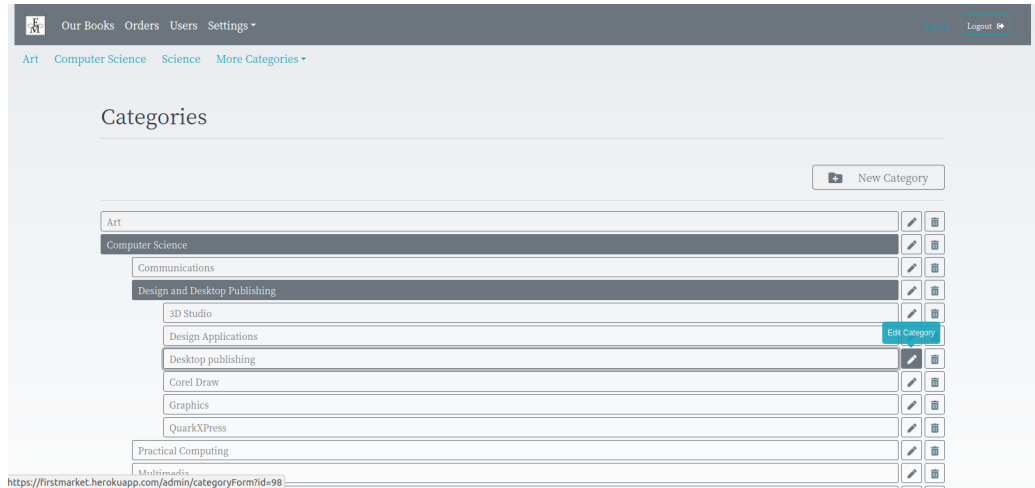 F M
Our Books Orders Users Settings
Search
Logout
Art Computer Science Science More Categories
Categories
New Category
Art
Computer Science
Communications
Design and Desktop Publishing
3D Studio
Design Applications
Edit Category
Desktop publishing
Corel Draw
Graphics
QuarkXPress
Practical Computing
Multimedia
https://firstmarket.herokuapp.com/admin/categoryForm?id=98